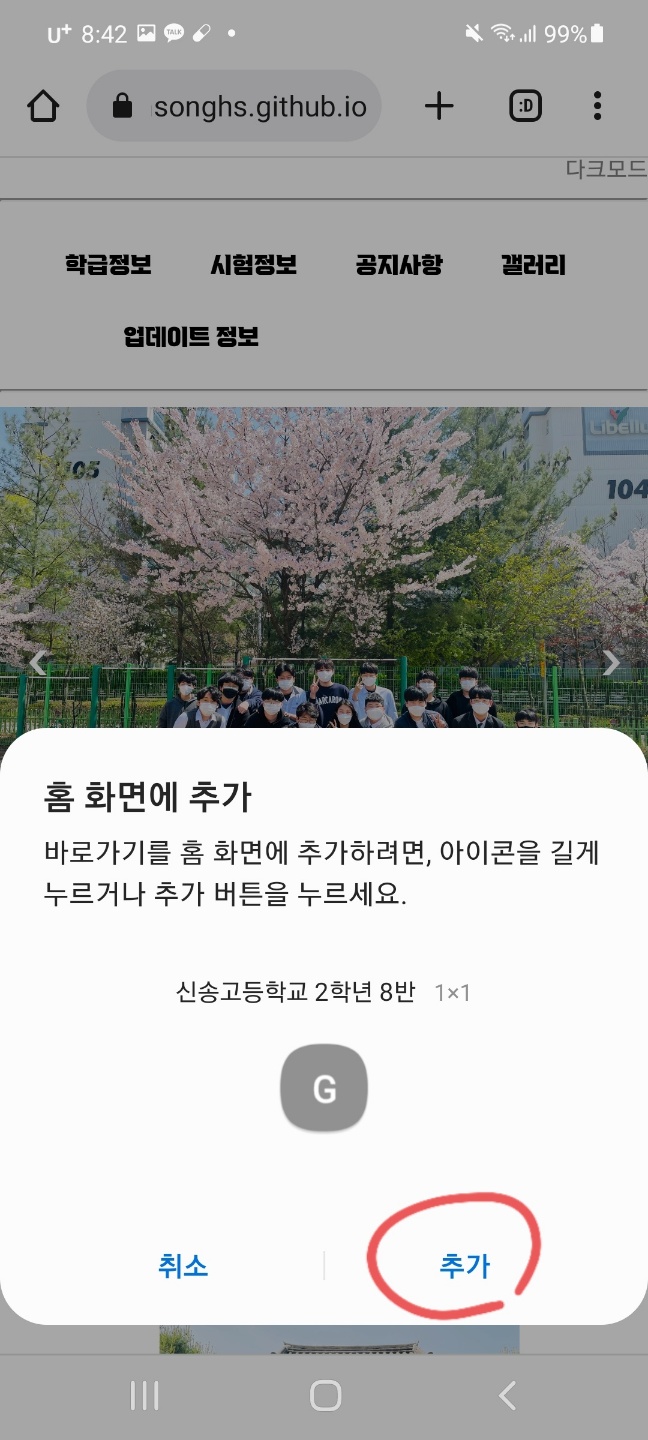 U+ 8:42 TALK 99%
songhs.github.io :D
다크모드
학급정보 시험정보 공지사항 갤러리
업데이트 정보
105
104
홈 화면에 추가
바로가기를 홈 화면에 추가하려면, 아이콘을 길게
누르거나 추가 버튼을 누르세요.
신송고등학교 2학년 8반 1×1
G
취소 추가